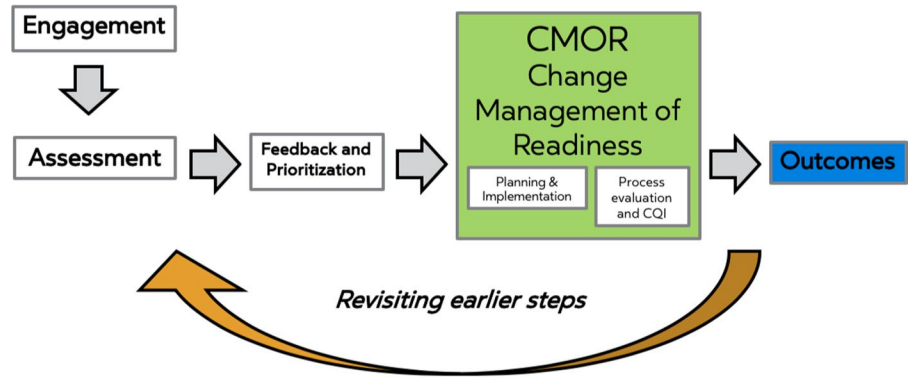 Engagement
Assessment
Feedback and
Prioritization
CMOR
Change
Management of
Readiness
Planning &
Implementation
Process
evaluation
and CQI
Outcomes
Revisiting earlier steps